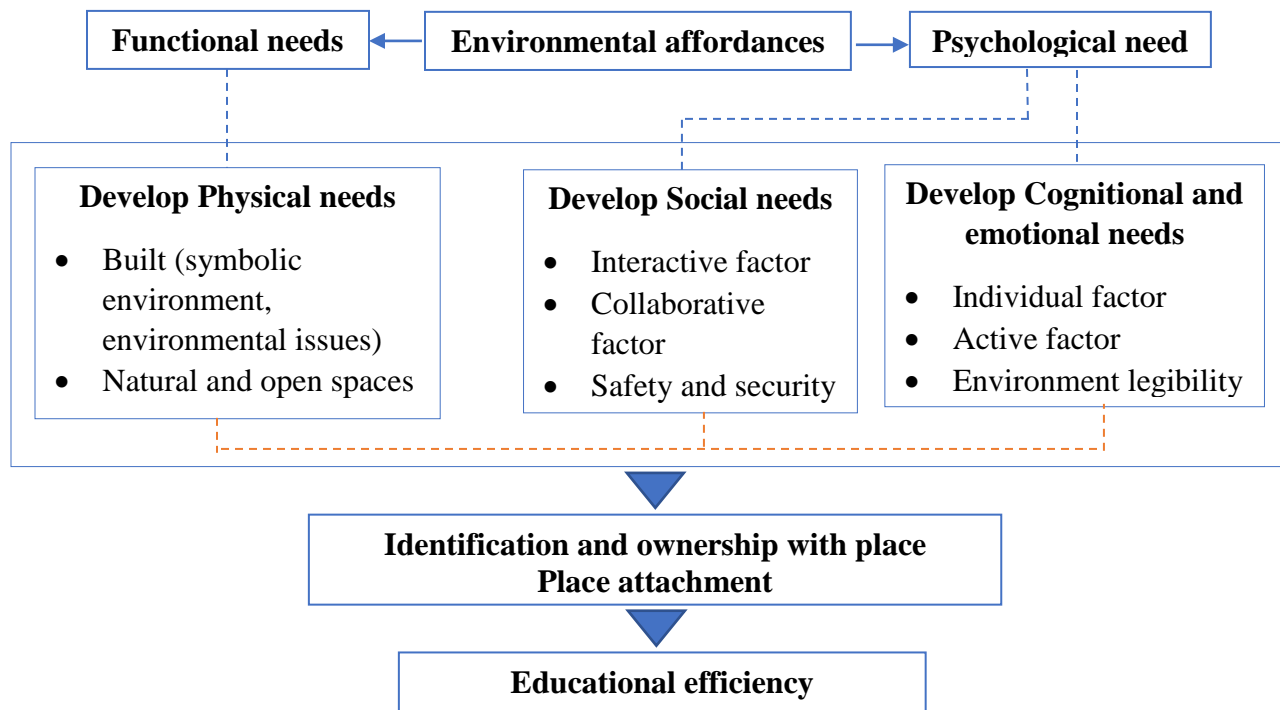 Functional needs
Environmental affordances
Psychological need
Develop Physical needs
• Built (symbolic
environment,
environmental issues)
• Natural and open spaces
Develop Social needs
• Interactive factor
• Collaborative
factor
• Safety and security
Develop Cognitional and
emotional needs
• Individual factor
• Active factor
• Environment legibility
Identification and ownership with place
Place attachment
Educational efficiency